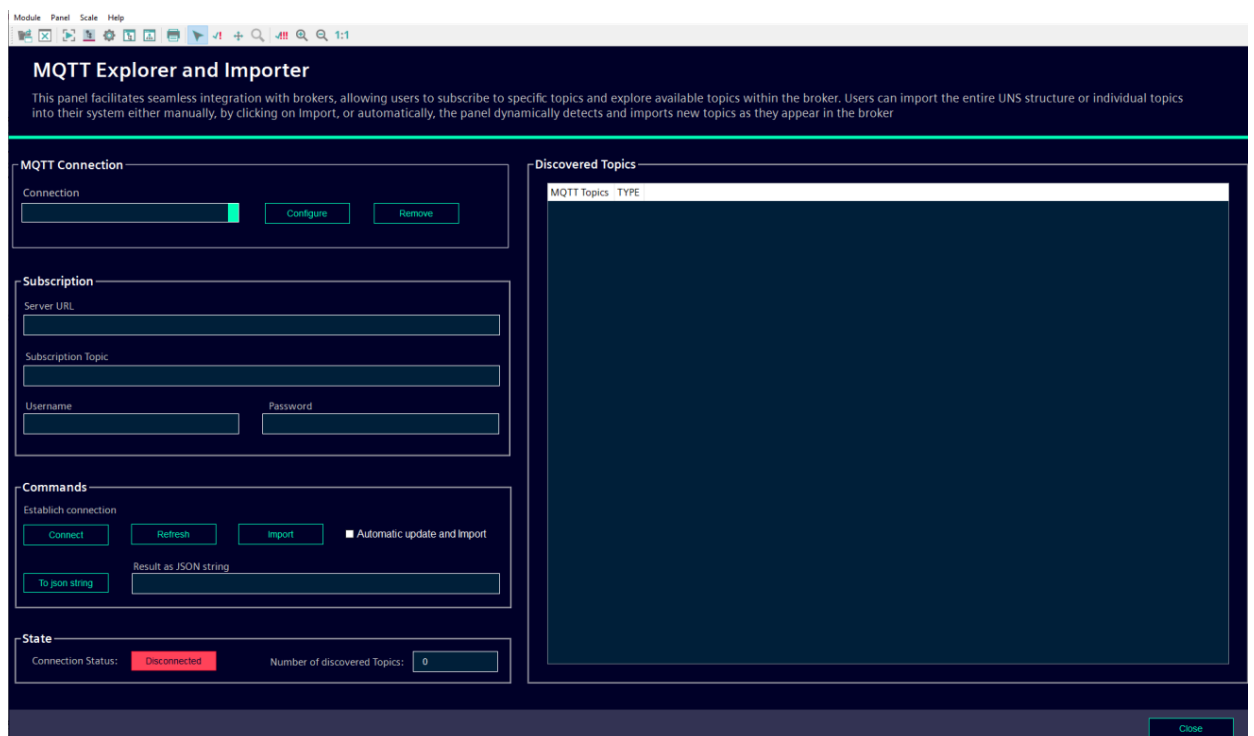 Module Panel Scale Help
1:1
MQTT Explorer and Importer
This panel facilitates seamless integration with brokers, allowing users to subscribe to specific topics and explore available topics within the broker. Users can import the entire UNS structure or individual topics
into their system either manually, by clicking on Import, or automatically, the panel dynamically detects and imports new topics as they appear in the broker
MQTT Connection
Connection
Configure Remove
Subscription
Server URL
Subscription Topic
Username Password
Commands
Establich connection
Connect Refresh Import Automatic update and Import
Result as JSON string
To json string
State
Connection Status: Disconnected Number of discovered Topics: 0
Discovered Topics
MQTT Topics TYPE
Close